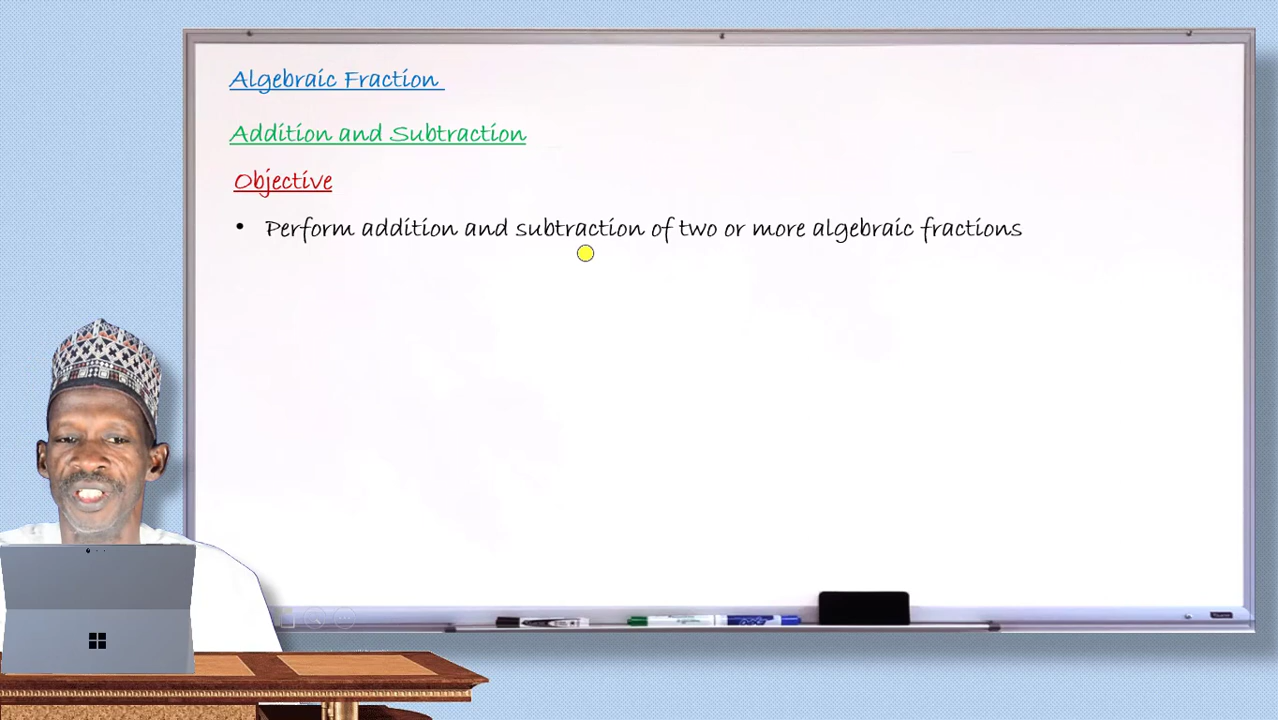 Algebraic Fraction
Addition and Subtraction
Objective
• Perform addition and subtraction of two or more algebraic fractions